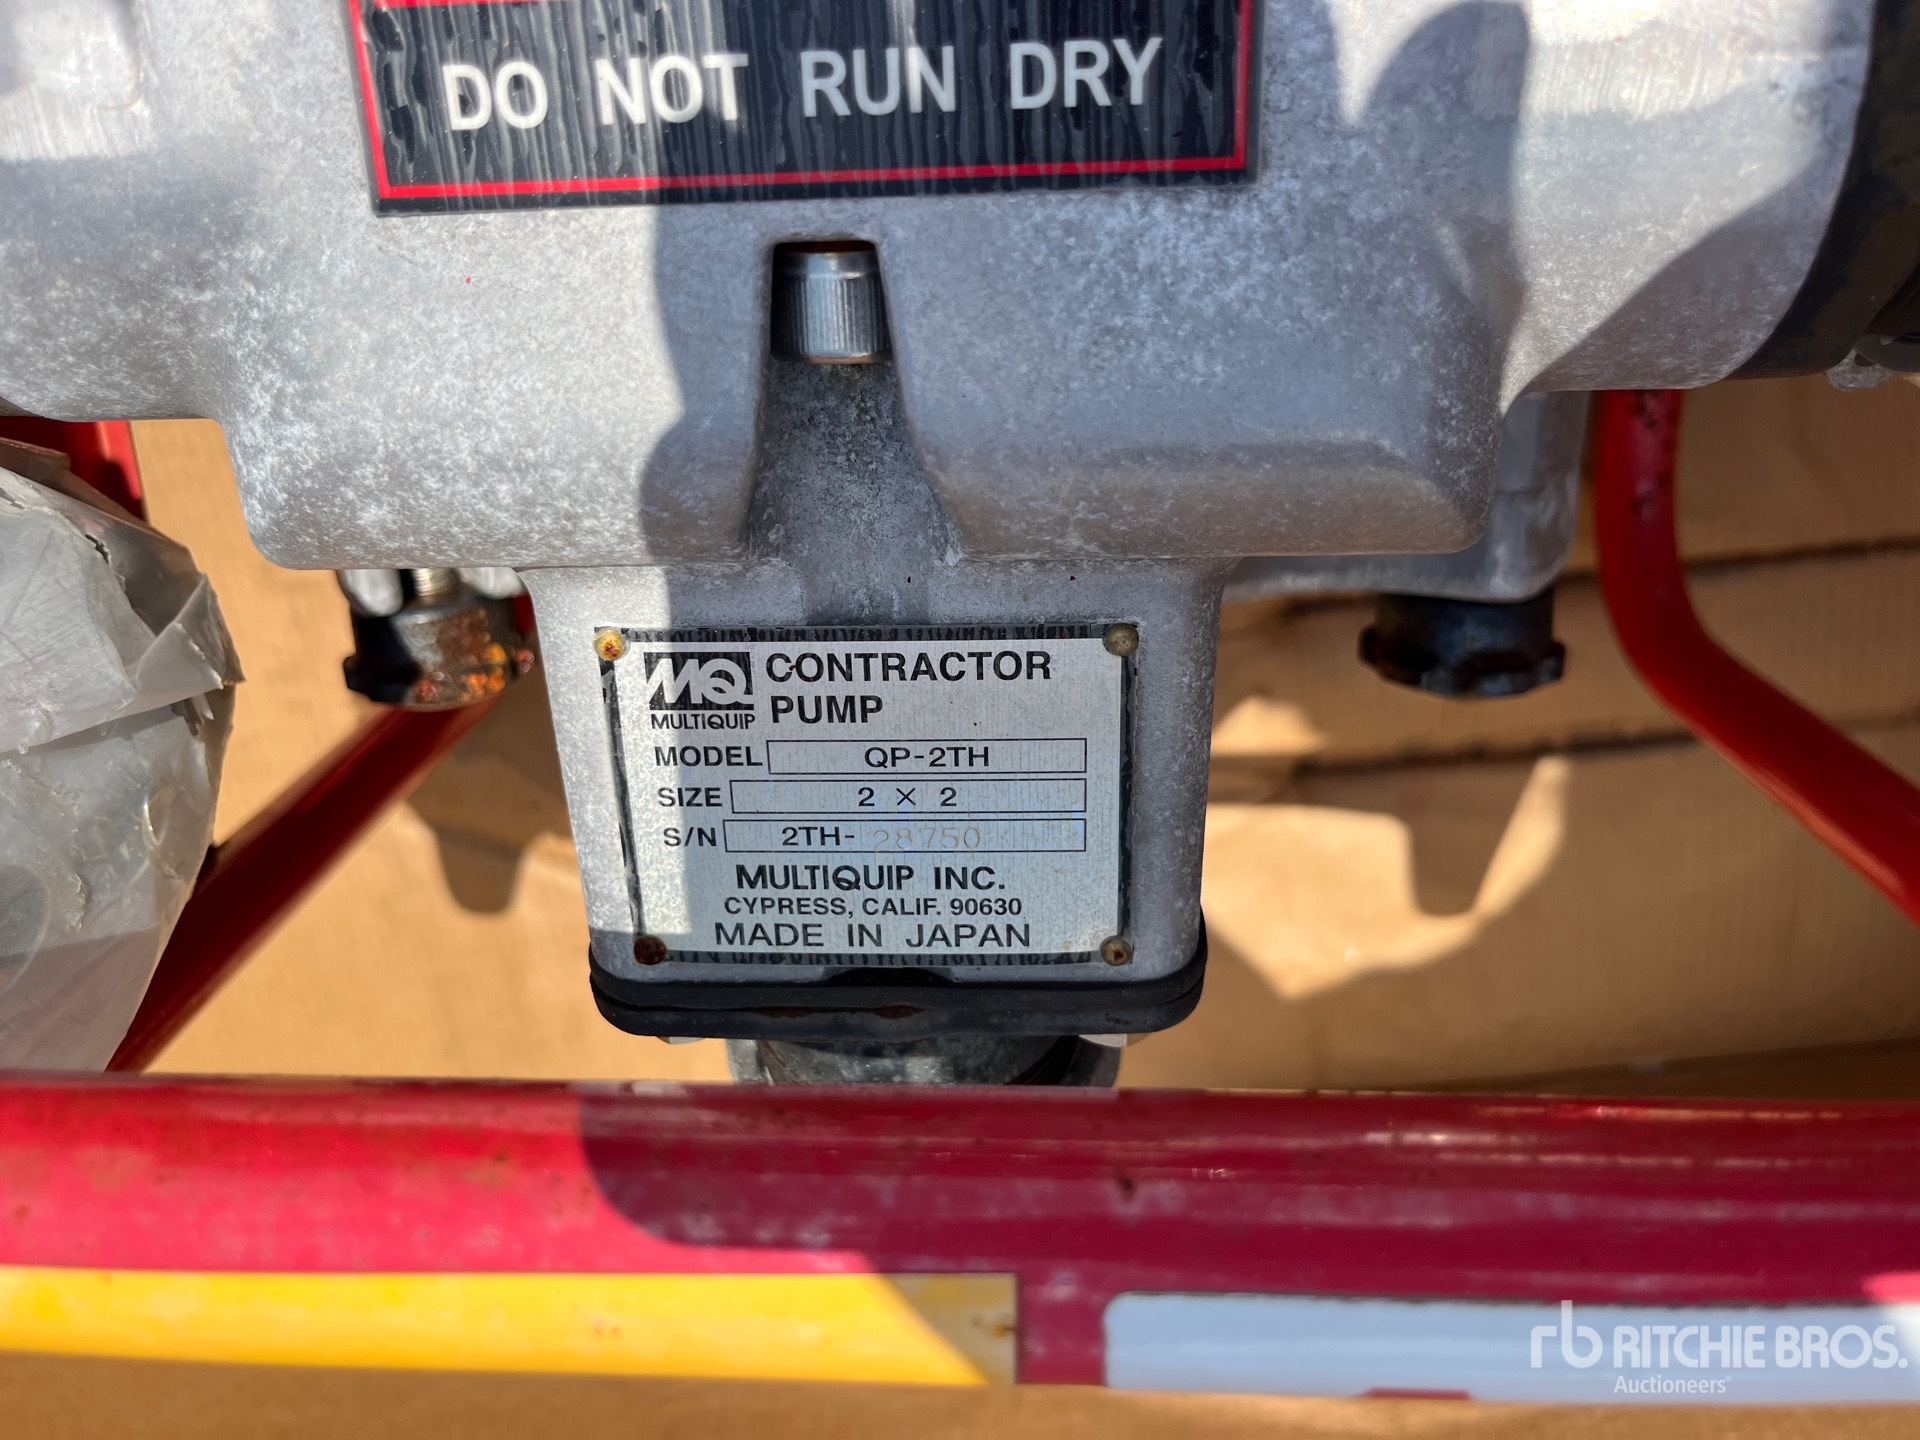 DO NOT RUN DRY
MQ CONTRACTOR
MULTIQUIP PUMP
MODEL QP-2TH
SIZE 2 × 2
S/N 2TH-28750
MULTIQUIP INC.
CYPRESS, CALIF. 90630
MADE IN JAPAN
rb RITCHIE BROS.
Auctioneers